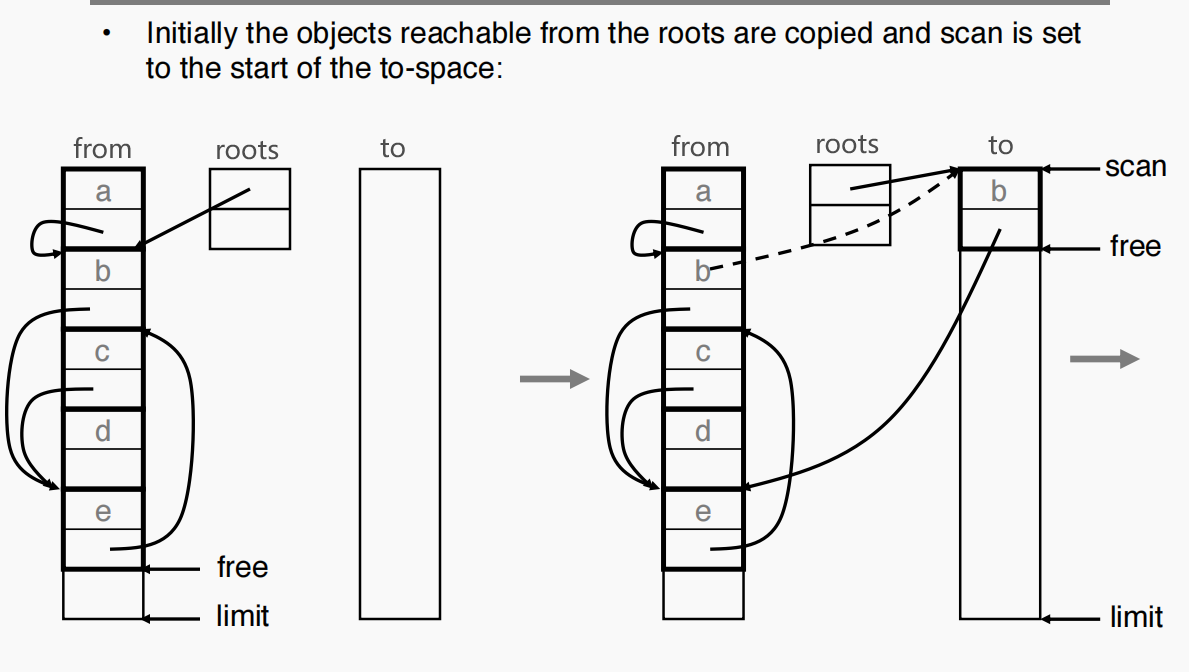 • Initially the objects reachable from the roots are copied and scan is set
to the start of the to-space:
from roots to
a
b
c
d
e
free
limit
from roots to
a
b
c
d
e
b
scan
free
limit